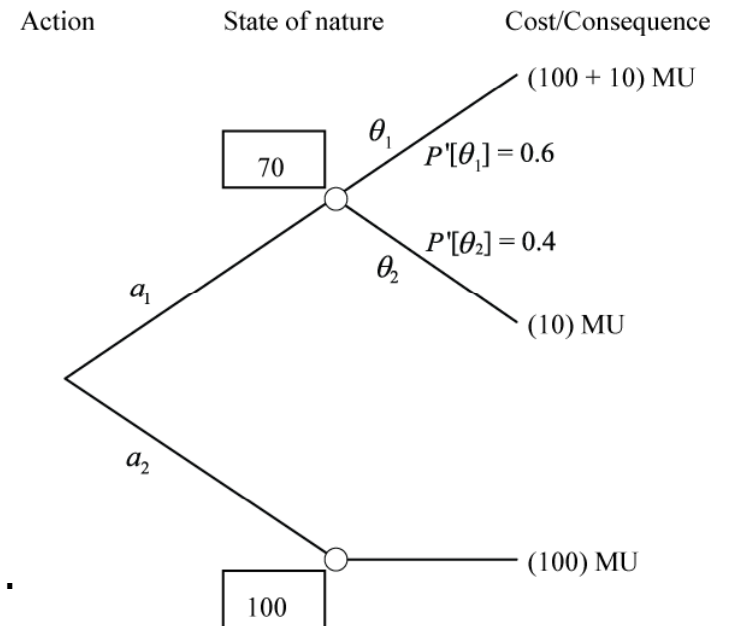 Action State of nature Cost/Consequence
(100 + 10) MU
θ₁
P'[θ₁] = 0.6
70
P'[θ₂] = 0.4
θ₂
a₁
(10) MU
a₂
(100) MU
100